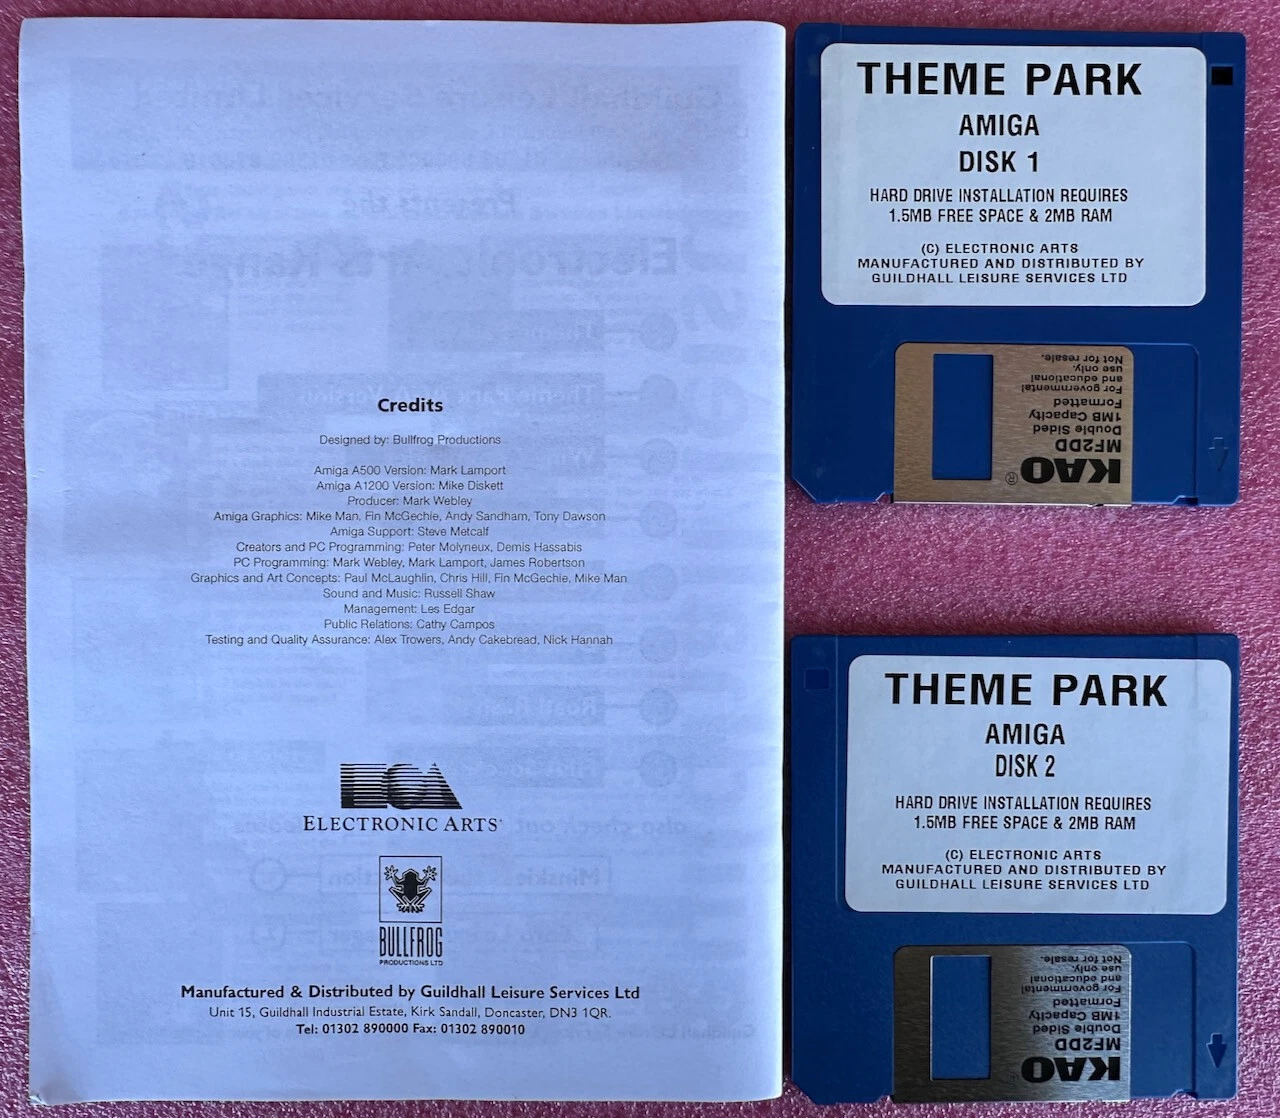 Credits
Designed by: Bullfrog Productions
Amiga A500 Version: Mark Lamport
Amiga A1200 Version: Mike Diskett
Producer: Mark Webley
Amiga Graphics: Mike Man, Fin McGechie, Andy Sandham, Tony Dawson
Amiga Support: Steve Metcalf
Creators and PC Programming: Peter Molyneux, Demis Hassabis
PC Programming: Mark Webley, Mark Lamport, James Robertson
Graphics and Art Concepts: Paul McLaughlin, Chris Hill, Fin McGechie, Mike Man
Sound and Music: Russell Shaw
Management: Les Edgar
Public Relations: Cathy Campos
Testing and Quality Assurance: Alex Trowers, Andy Cakebread, Nick Hannah
ELECTRONIC ARTS
BULLFROG
PRODUCTIONS LTD
Manufactured & Distributed by Guildhall Leisure Services Ltd
Unit 15, Guildhall Industrial Estate, Kirk Sandall, Doncaster, DN3 1QR.
Tel: 01302 890000 Fax: 01302 890010
THEME PARK
AMIGA
DISK 1
HARD DRIVE INSTALLATION REQUIRES
1.5MB FREE SPACE & 2MB RAM
(C) ELECTRONIC ARTS
MANUFACTURED AND DISTRIBUTED BY
GUILDHALL LEISURE SERVICES LTD
KAO®
MF2DD
Double Sided
1MB Capacity
Formatted
For governmental
and educational
use only.
Not for resale.
THEME PARK
AMIGA
DISK 2
HARD DRIVE INSTALLATION REQUIRES
1.5MB FREE SPACE & 2MB RAM
(C) ELECTRONIC ARTS
MANUFACTURED AND DISTRIBUTED BY
GUILDHALL LEISURE SERVICES LTD
KAO
MF2DD
Double Sided
1MB Capacity
Formatted
For governmental
and educational
use only.
Not for resale.